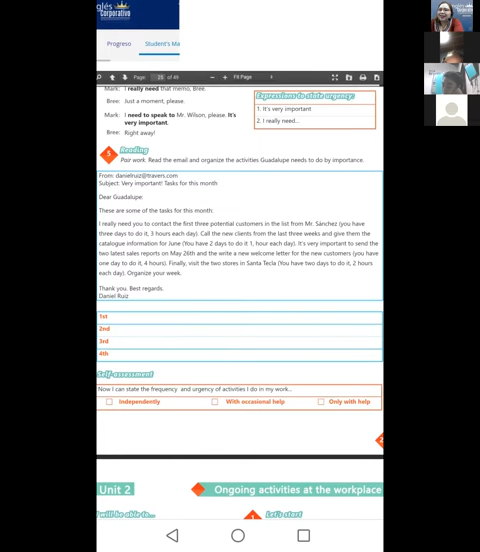 glés
corporativo
Progreso
Student's Ma
Page: 25 of 49
Fit Page
Mark: I really need that memo, Bree.
Bree: Just a moment, please.
Mark: I need to speak to Mr. Wilson, please. It's
very important.
Bree: Right away!
Expressions to state urgency:
1. It's very important
2. I really need...
5 Reading
Pair work. Read the email and organize the activities Guadalupe needs to do by importance.
From: danielruiz@travers.com
Subject: Very important! Tasks for this month
Dear Guadalupe:
These are some of the tasks for this month:
I really need you to contact the first three potential customers in the list from Mr. Sánchez (you have
three days to do it, 3 hours each day). Call the new clients from the last three weeks and give them the
catalogue information for June (You have 2 days to do it 1, hour each day). It's very important to send the
two latest sales reports on May 26th and the write a new welcome letter for the new customers (you have
one day to do it, 4 hours). Finally, visit the two stores in Santa Tecla (You have two days to do it, 2 hours
each day). Organize your week.
Thank you. Best regards.
Daniel Ruiz
1st
2nd
3rd
4th
Self-assessment
Now I can state the frequency and urgency of activities I do in my work...
Independently
With occasional help
Only with help
Unit 2
Ongoing activities at the workplace
I will be able to...
1 Let's start